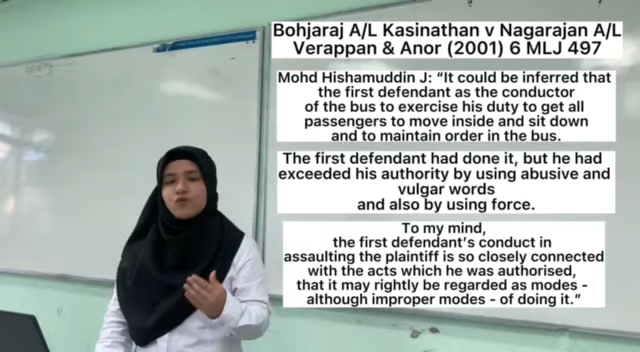 Bohjaraj A/L Kasinathan v Nagarajan A/L
Verappan & Anor (2001) 6 MLJ 497
Mohd Hishamuddin J: “It could be inferred that
the first defendant as the conductor
of the bus to exercise his duty to get all
passengers to move inside and sit down
and to maintain order in the bus.
The first defendant had done it, but he had
exceeded his authority by using abusive and
vulgar words
and also by using force.
To my mind,
the first defendant’s conduct in
assaulting the plaintiff is so closely connected
with the acts which he was authorised,
that it may rightly be regarded as modes -
although improper modes - of doing it.”